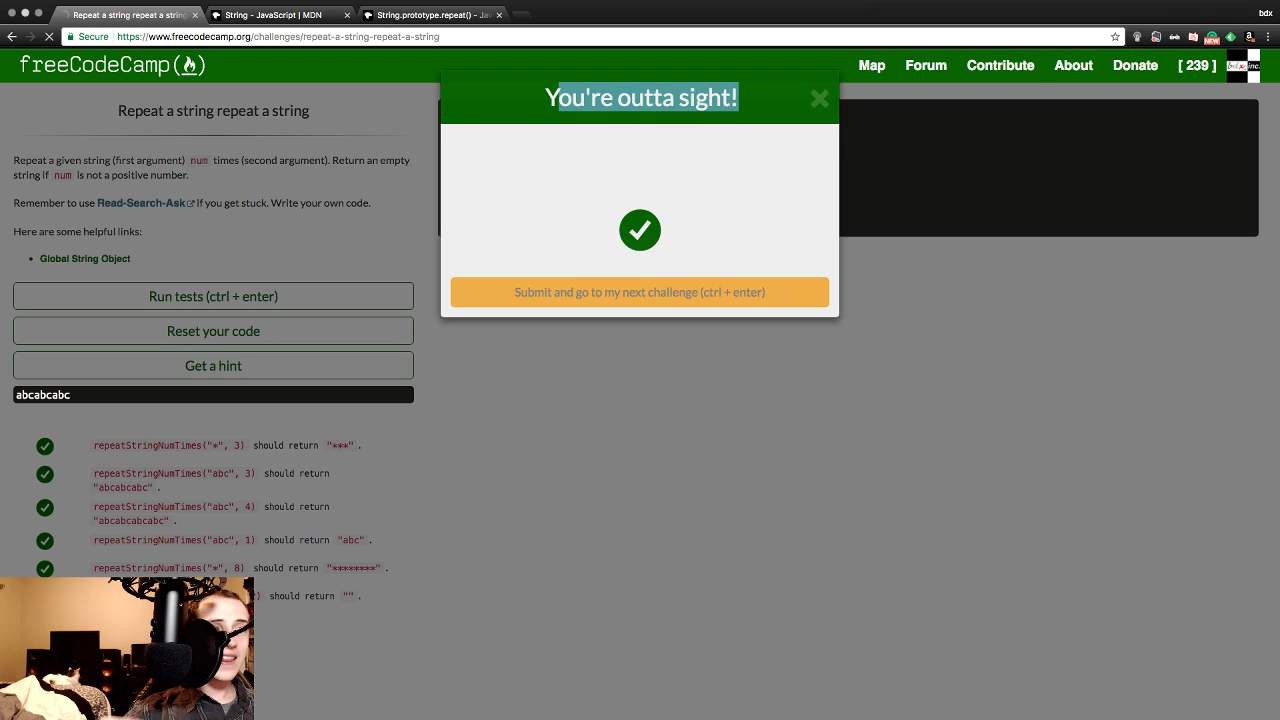 Repeat a string repeat a string
String - JavaScript | MDN
String.prototype.repeat() - Jav
bdx
Secure
https://www.freecodecamp.org/challenges/repeat-a-string-repeat-a-string
NEW
freeCodeCamp
Map
Forum
Contribute
About
Donate
[ 239 ]
bdx inc.
You're outta sight!
Submit and go to my next challenge (ctrl + enter)
Repeat a string repeat a string
Repeat a given string (first argument) num times (second argument). Return an empty
string if num is not a positive number.
Remember to use Read-Search-Ask if you get stuck. Write your own code.
Here are some helpful links:
Global String Object
Run tests (ctrl + enter)
Reset your code
Get a hint
abcabcabc
repeatStringNumTimes("*", 3) should return "***".
repeatStringNumTimes("abc", 3) should return
"abcabcabc".
repeatStringNumTimes("abc", 4) should return
"abcabcabcabc".
repeatStringNumTimes("abc", 1) should return "abc".
repeatStringNumTimes("*", 8) should return "********".
) should return "".